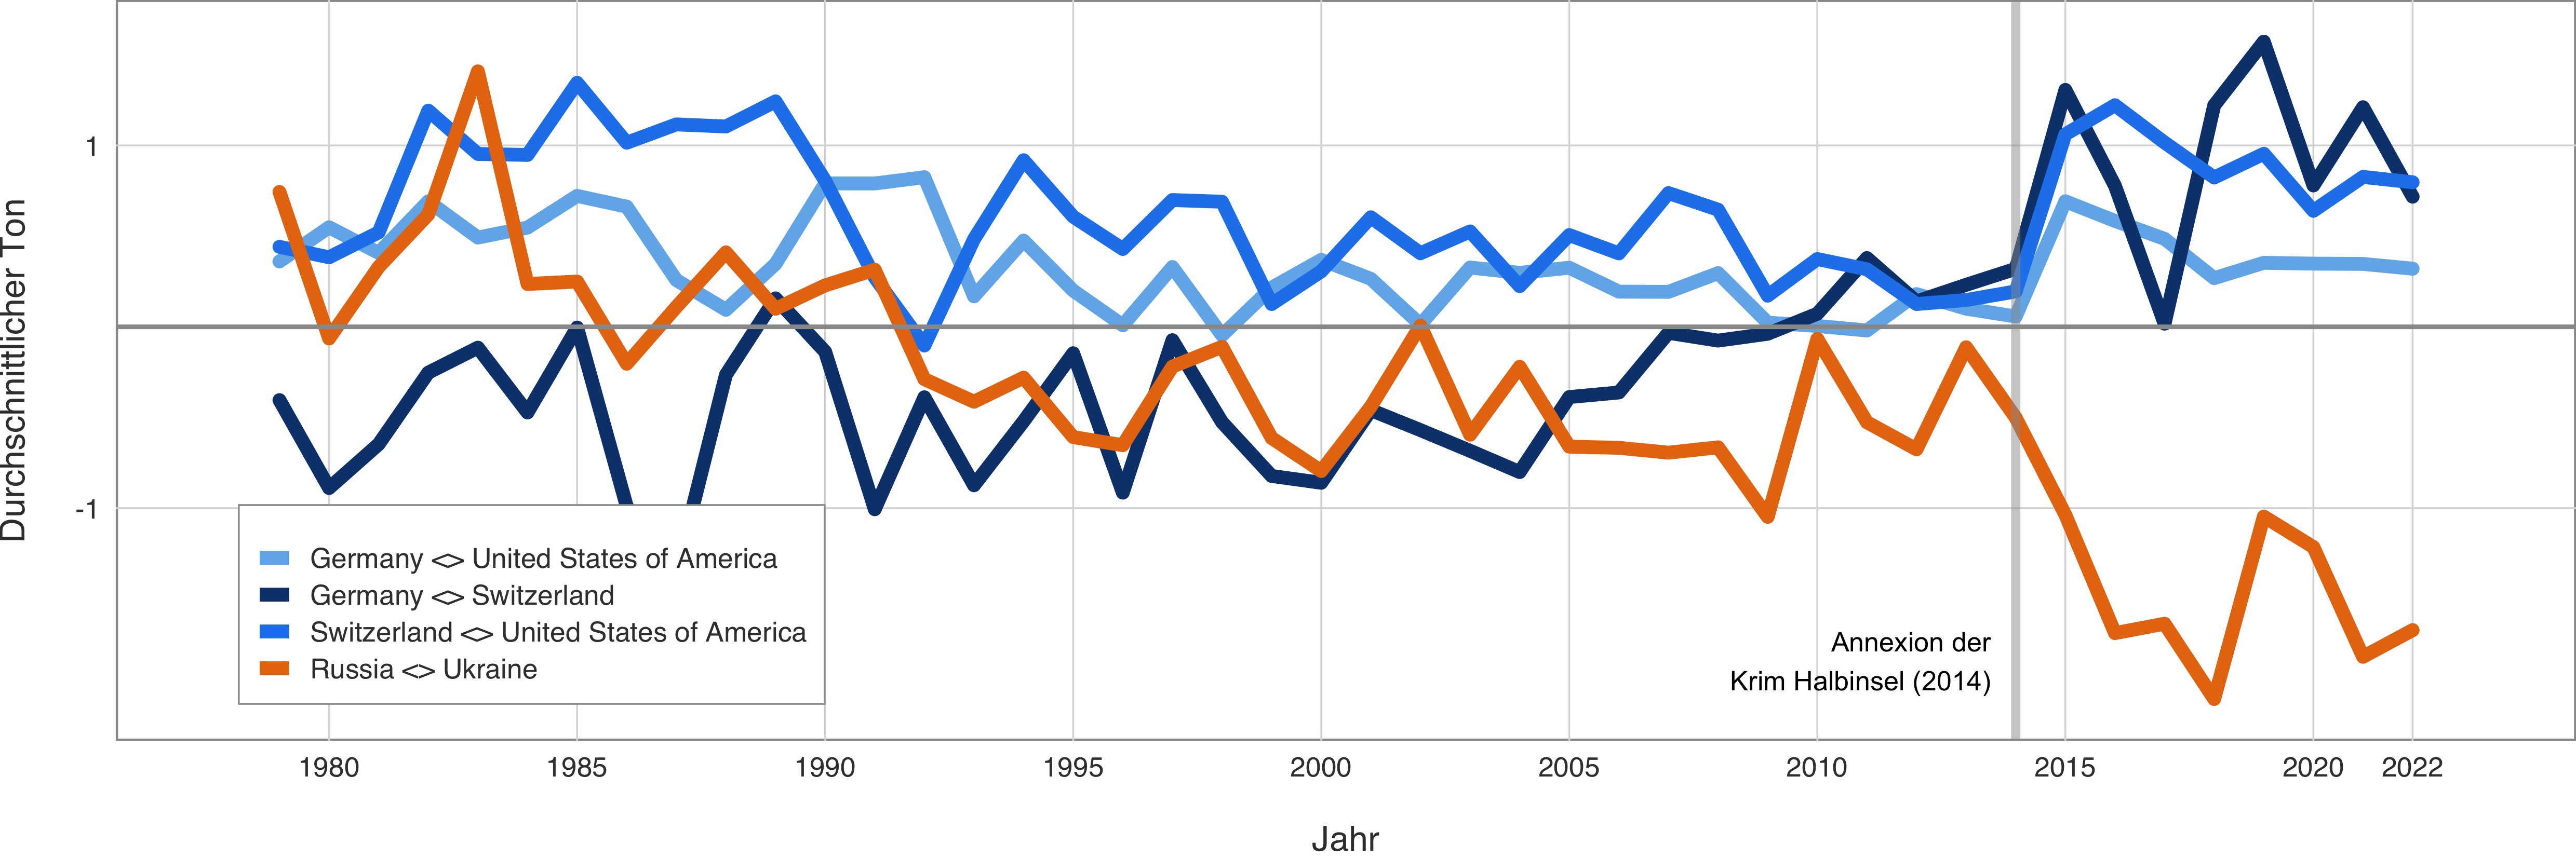 Durchschnittlicher Ton
1
-1
Germany <> United States of America
Germany <> Switzerland
Switzerland <> United States of America
Russia <> Ukraine
Annexion der
Krim Halbinsel (2014)
1980 1985 1990 1995 2000 2005 2010 2015 2020 2022
Jahr